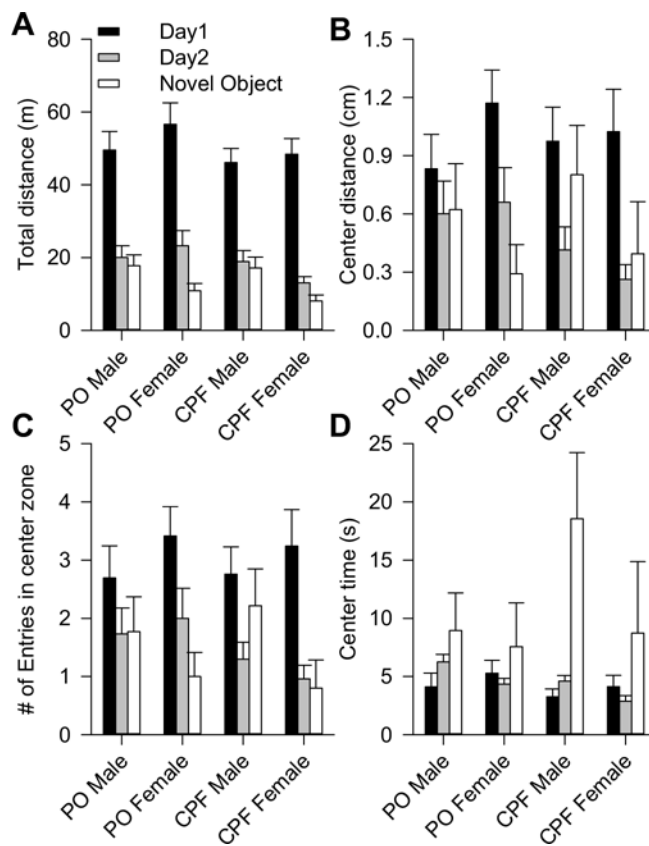 A
Total distance (m)
80
60
40
20
0
Day1
Day2
Novel Object
PO Male
PO Female
CPF Male
CPF Female
B
Center distance (cm)
1.5
1.2
0.9
0.6
0.3
0.0
PO Male
PO Female
CPF Male
CPF Female
C
# of Entries in center zone
5
4
3
2
1
0
PO Male
PO Female
CPF Male
CPF Female
D
Center time (s)
25
20
15
10
5
0
PO Male
PO Female
CPF Male
CPF Female